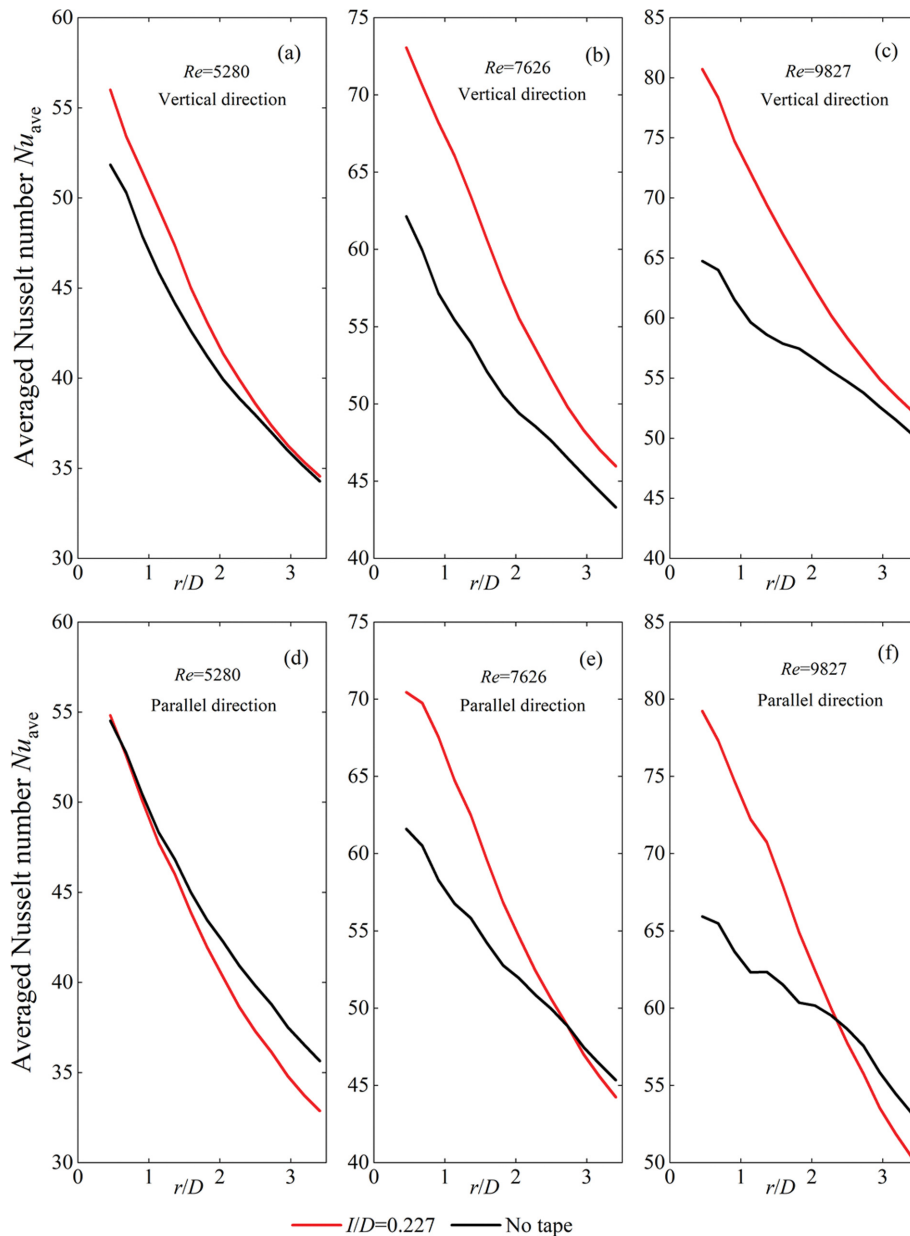 60
55
50
45
40
35
30
Averaged Nusselt number Nuave
(a)
Re=5280
Vertical direction
0 1 2 3
r/D
75
70
65
60
55
50
45
40
(b)
Re=7626
Vertical direction
0 1 2 3
r/D
85
80
75
70
65
60
55
50
45
40
(c)
Re=9827
Vertical direction
0 1 2 3
r/D
60
55
50
45
40
35
30
Averaged Nusselt number Nuave
(d)
Re=5280
Parallel direction
0 1 2 3
r/D
75
70
65
60
55
50
45
40
(e)
Re=7626
Parallel direction
0 1 2 3
r/D
85
80
75
70
65
60
55
50
(f)
Re=9827
Parallel direction
0 1 2 3
r/D
I/D=0.227 No tape